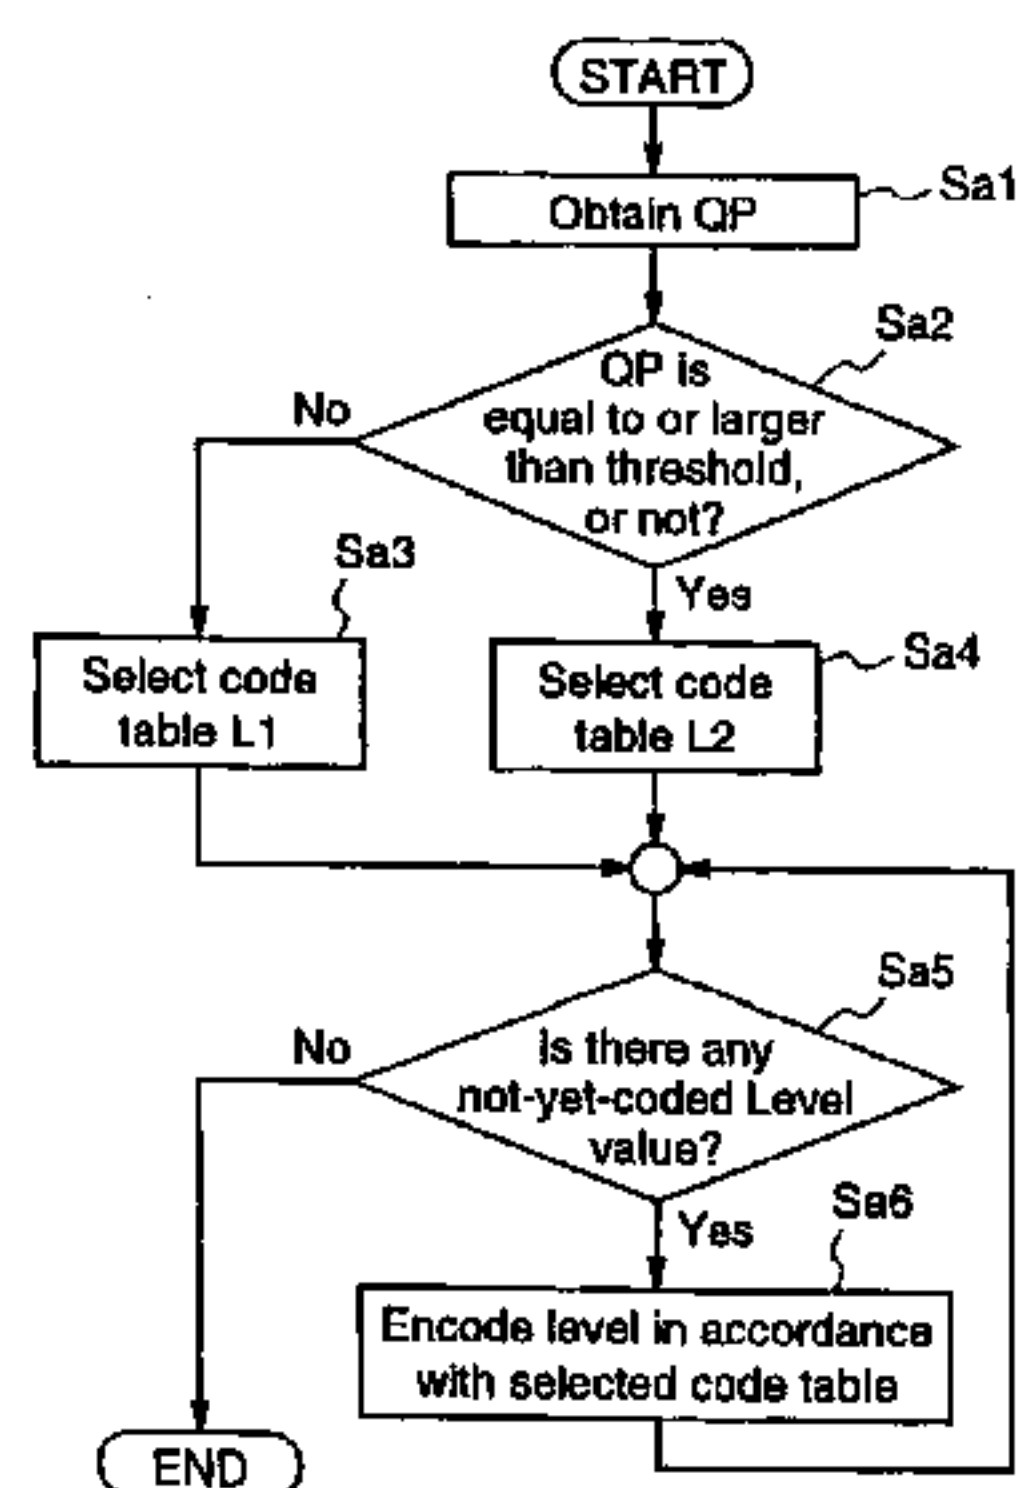 START
Obtain QP
Sa1
Sa2
QP is
equal to or larger
than threshold,
or not?
No
Yes
Sa3
Select code
table L1
Sa4
Select code
table L2
Sa5
Is there any
not-yet-coded Level
value?
No
Yes
Sa6
Encode level in accordance
with selected code table
END